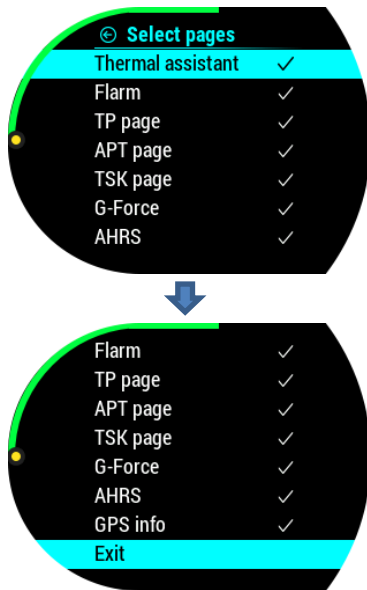 Select pages
Thermal assistant
Flarm
TP page
APT page
TSK page
G-Force
AHRS
Flarm
TP page
APT page
TSK page
G-Force
AHRS
GPS info
Exit